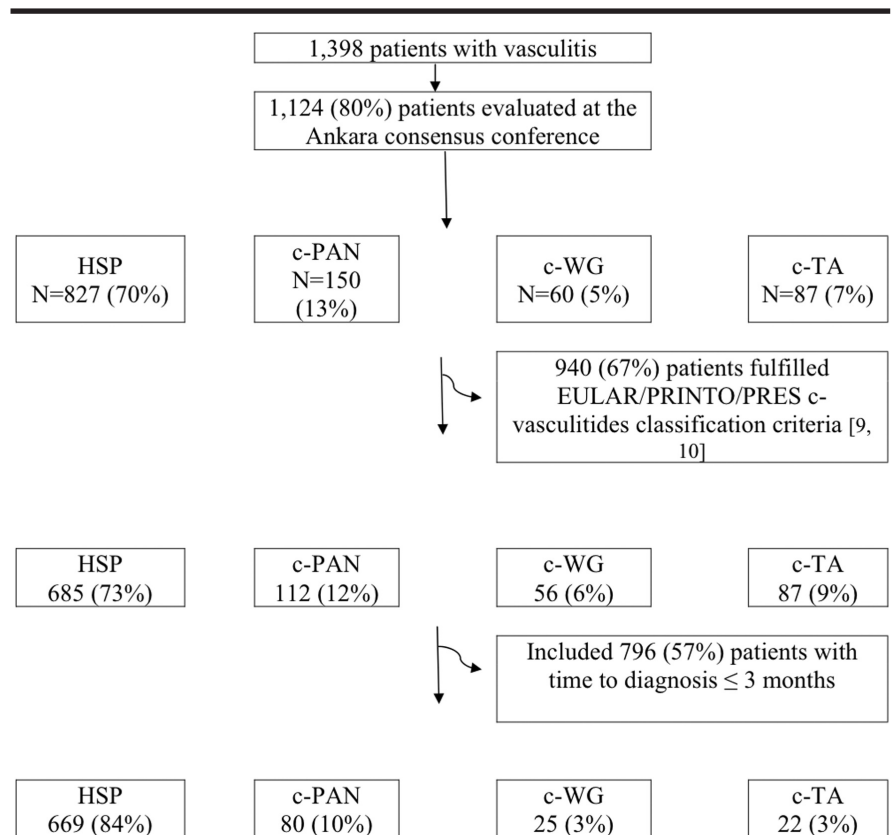 1,398 patients with vasculitis
1,124 (80%) patients evaluated at the
Ankara consensus conference
HSP
N=827 (70%)
c-PAN
N=150
(13%)
c-WG
N=60 (5%)
c-TA
N=87 (7%)
940 (67%) patients fulfilled
EULAR/PRINTO/PRES c-
vasculitides classification criteria [9,
10]
HSP
685 (73%)
c-PAN
112 (12%)
c-WG
56 (6%)
c-TA
87 (9%)
Included 796 (57%) patients with
time to diagnosis ≤ 3 months
HSP
669 (84%)
c-PAN
80 (10%)
c-WG
25 (3%)
c-TA
22 (3%)